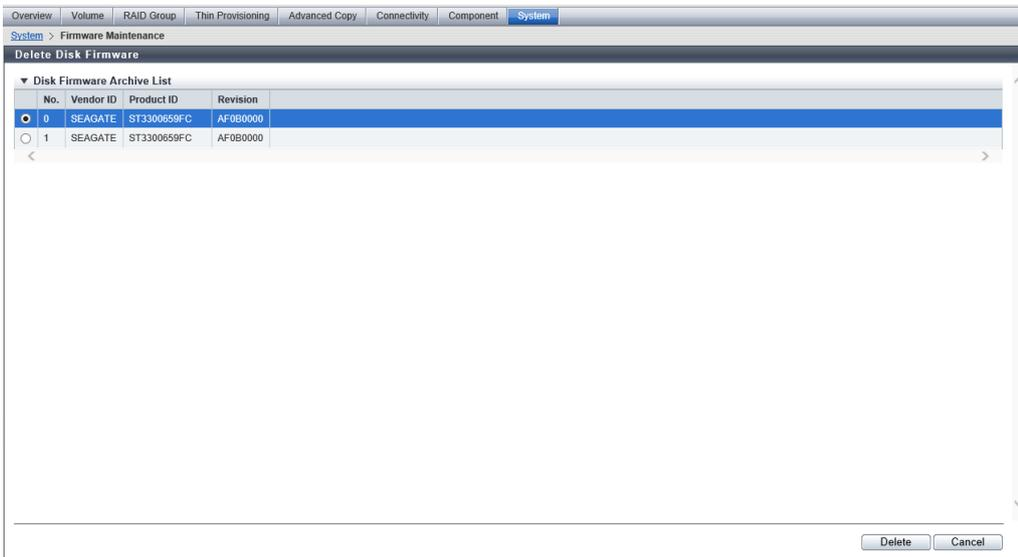 Overview Volume RAID Group Thin Provisioning Advanced Copy Connectivity Component System
System > Firmware Maintenance
Delete Disk Firmware
▼ Disk Firmware Archive List
No. Vendor ID Product ID Revision
0 SEAGATE ST3300659FC AF0B0000
1 SEAGATE ST3300659FC AF0B0000
Delete Cancel